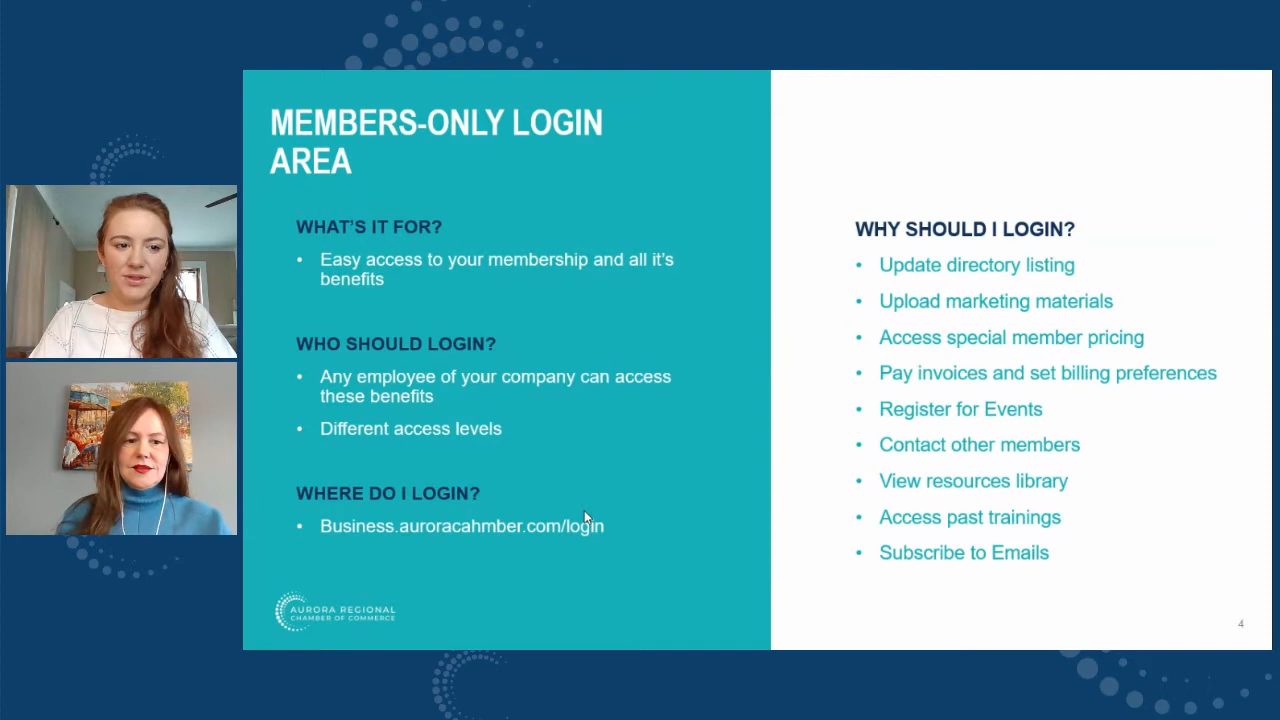 MEMBERS-ONLY LOGIN
AREA
WHAT'S IT FOR?
• Easy access to your membership and all it's
benefits
WHO SHOULD LOGIN?
• Any employee of your company can access
these benefits
• Different access levels
WHERE DO I LOGIN?
• Business.auroracahmber.com/login
AURORA REGIONAL
CHAMBER OF COMMERCE
WHY SHOULD I LOGIN?
• Update directory listing
• Upload marketing materials
• Access special member pricing
• Pay invoices and set billing preferences
• Register for Events
• Contact other members
• View resources library
• Access past trainings
• Subscribe to Emails
4